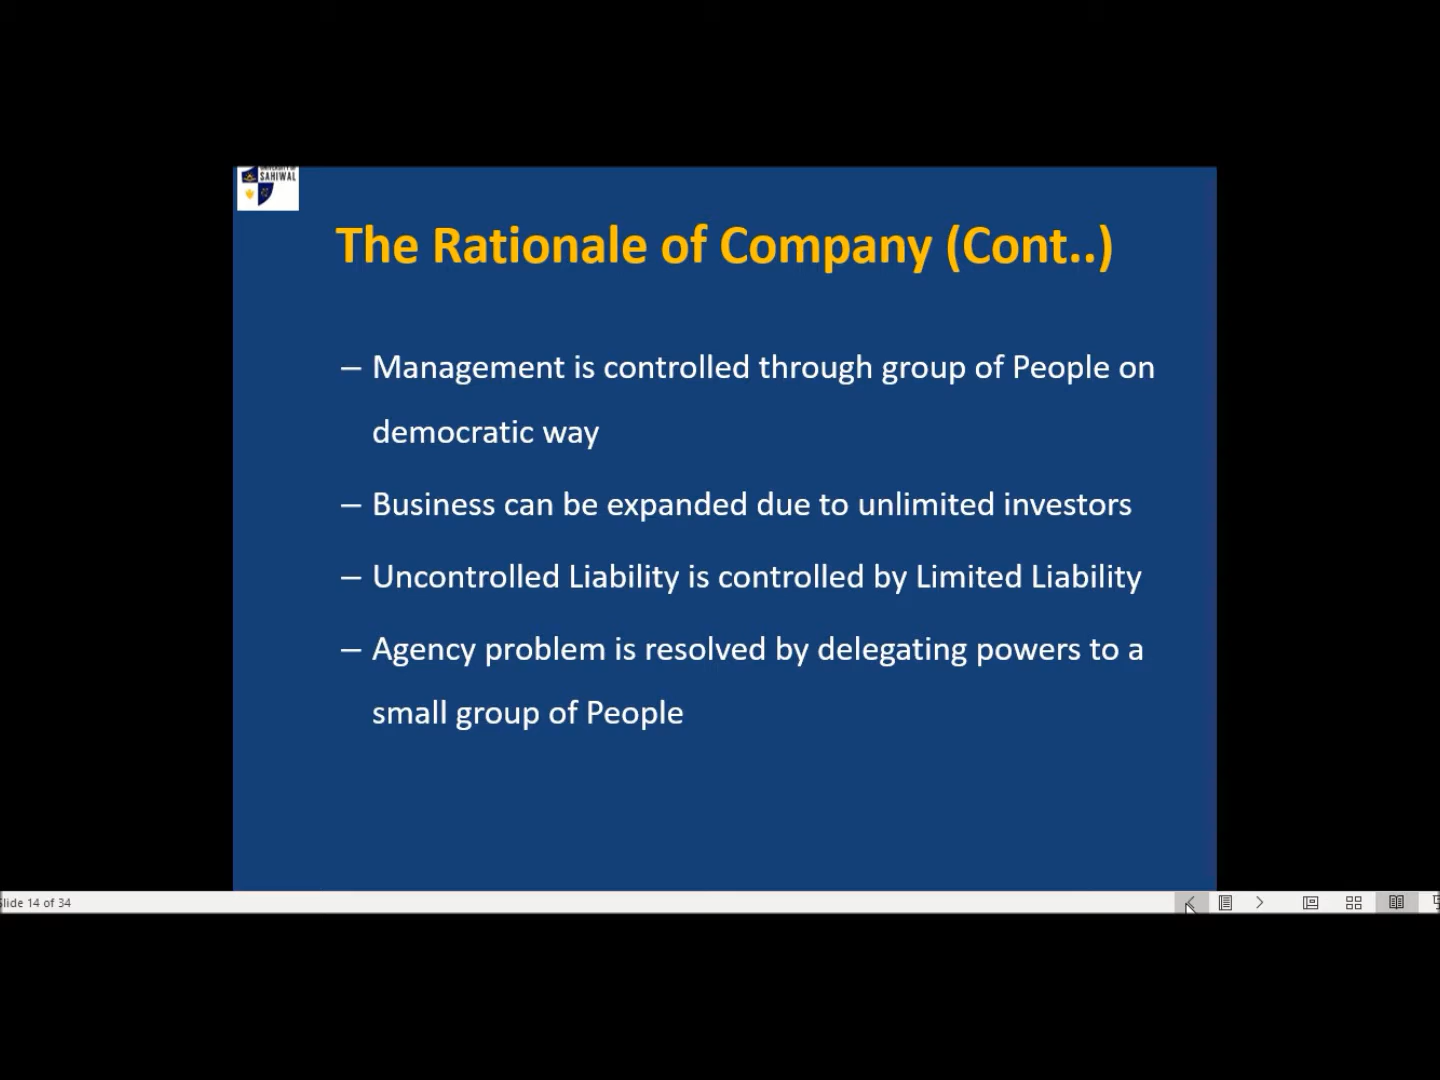 SAHIWAL
The Rationale of Company (Cont..)
– Management is controlled through group of People on
democratic way
– Business can be expanded due to unlimited investors
– Uncontrolled Liability is controlled by Limited Liability
– Agency problem is resolved by delegating powers to a
small group of People
lide 14 of 34